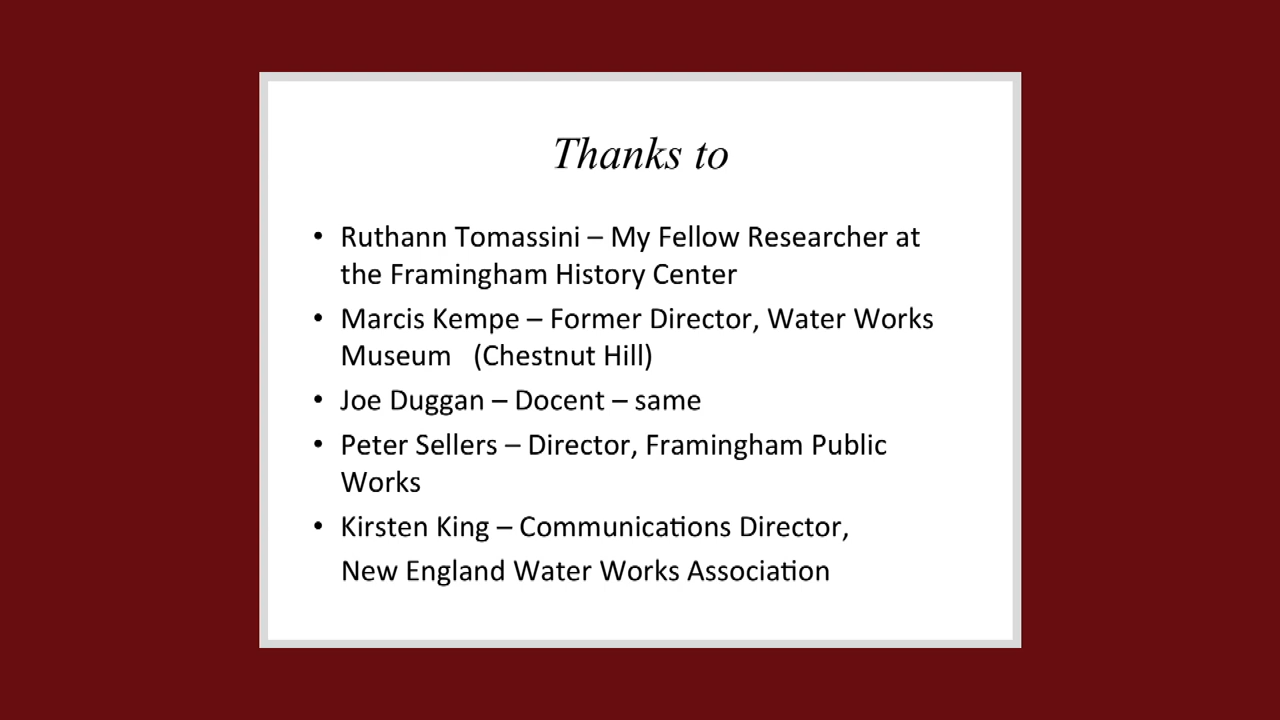 Thanks to
• Ruthann Tomassini – My Fellow Researcher at
the Framingham History Center
• Marcis Kempe – Former Director, Water Works
Museum (Chestnut Hill)
• Joe Duggan – Docent – same
• Peter Sellers – Director, Framingham Public
Works
• Kirsten King – Communications Director,
New England Water Works Association